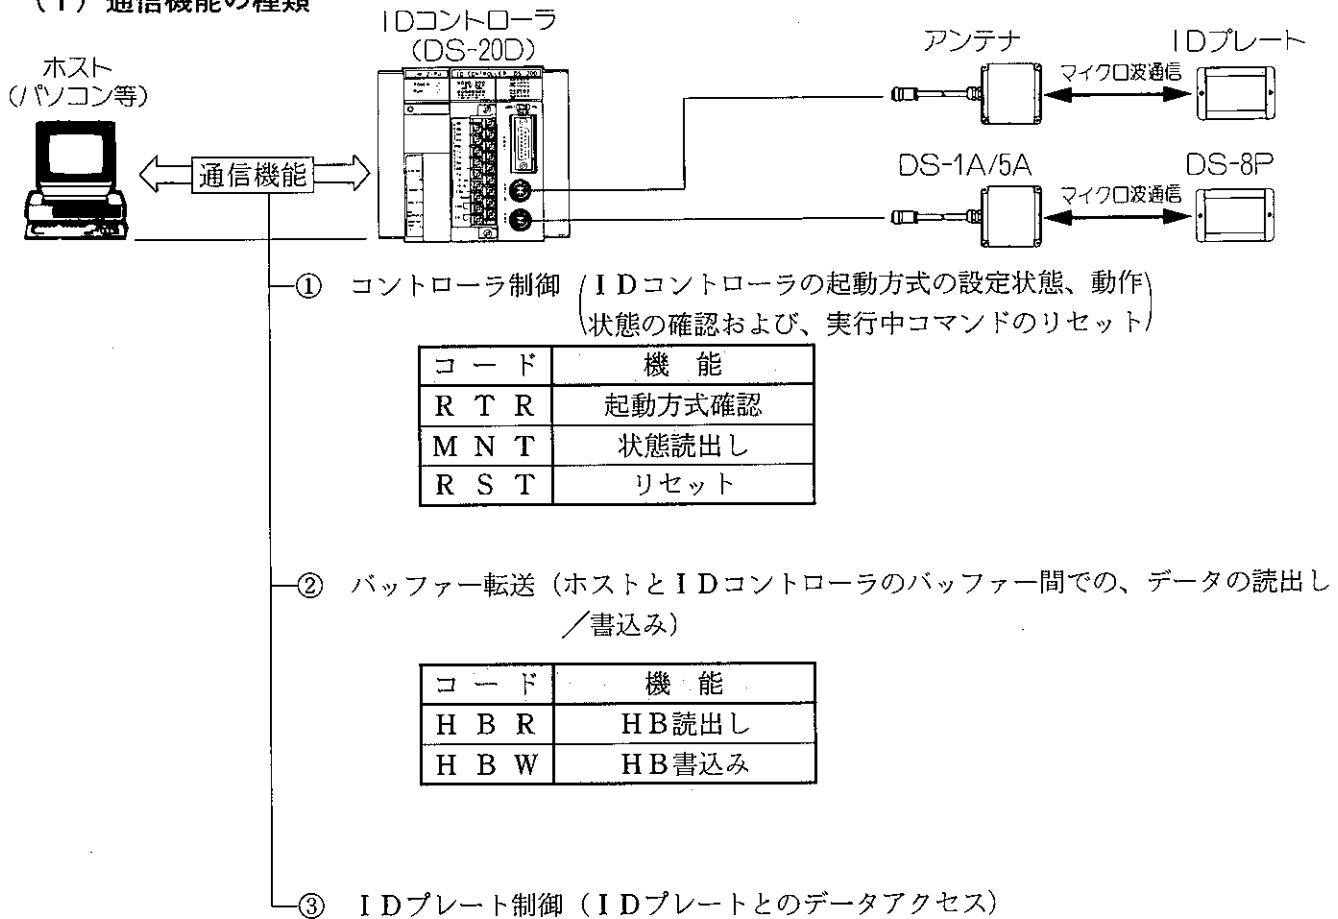 (1) 通信機能の種類
IDコントローラ
(DS-20D)
ホスト
(パソコン等)
通信機能
アンテナ
IDプレート
マイクロ波通信
DS-1A/5A
DS-8P
マイクロ波通信
① コントローラ制御 (IDコントローラの起動方式の設定状態、動作
状態の確認および、実行中コマンドのリセット)
コード 機能
RTR 起動方式確認
MNT 状態読出し
RST リセット
② バッファー転送（ホストとIDコントローラのバッファー間での、データの読出し
／書込み）
コード 機能
HBR HB読出し
HBW HB書込み
③ IDプレート制御（IDプレートとのデータアクセス）